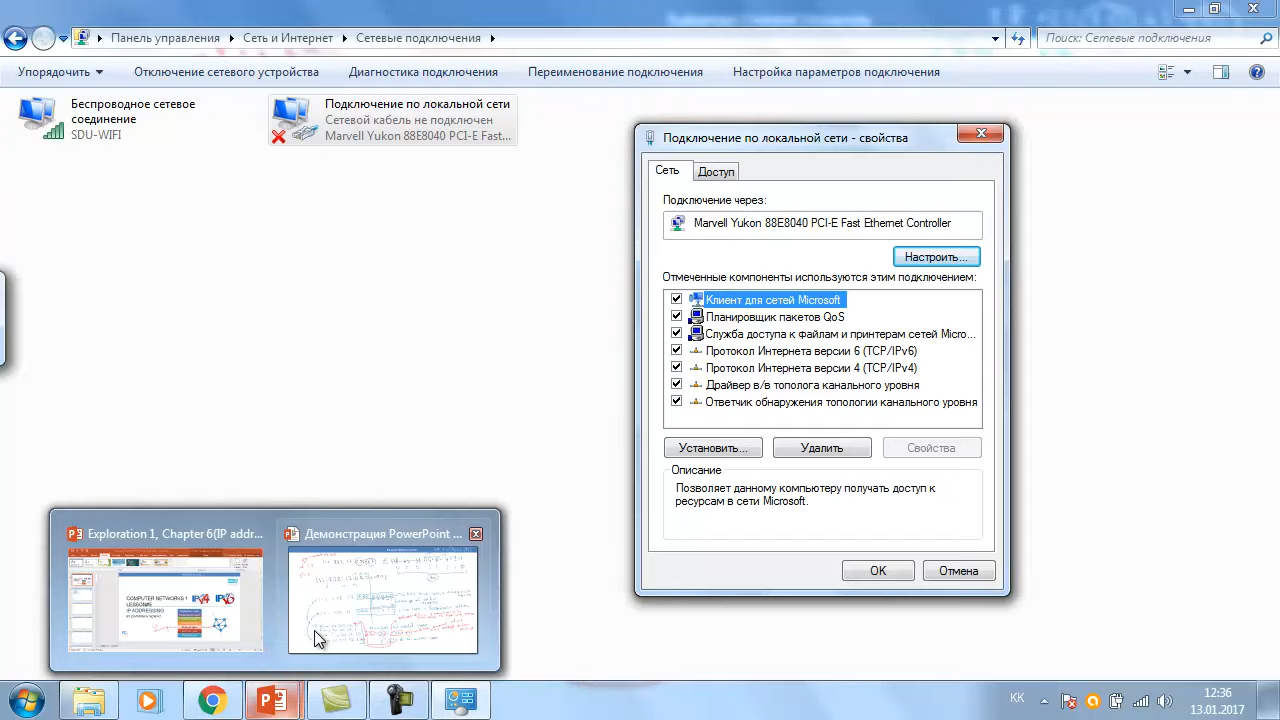 Панель управления
Сеть и Интернет
Сетевые подключения
Поиск: Сетевые подключения
Упорядочить
Отключение сетевого устройства
Диагностика подключения
Переименование подключения
Настройка параметров подключения
Беспроводное сетевое
соединение
SDU-WIFI
Подключение по локальной сети
Сетевой кабель не подключен
Marvell Yukon 88E8040 PCI-E Fast...
Подключение по локальной сети - свойства
Сеть
Доступ
Подключение через:
Marvell Yukon 88E8040 PCI-E Fast Ethernet Controller
Настроить...
Отмеченные компоненты используются этим подключением:
Клиент для сетей Microsoft
Планировщик пакетов QoS
Служба доступа к файлам и принтерам сетей Micro...
Протокол Интернета версии 6 (TCP/IPv6)
Протокол Интернета версии 4 (TCP/IPv4)
Драйвер в/в тополога канального уровня
Ответчик обнаружения топологии канального уровня
Установить...
Удалить
Свойства
Описание
Позволяет данному компьютеру получать доступ к
ресурсам в сети Microsoft.
OK
Отмена
Exploration 1, Chapter 6(IP addr...
Демонстрация PowerPoint ...
COMPUTER NETWORKS 1
IP ADDRESSING
IPV4
IPV6
KK
12:36
13.01.2017